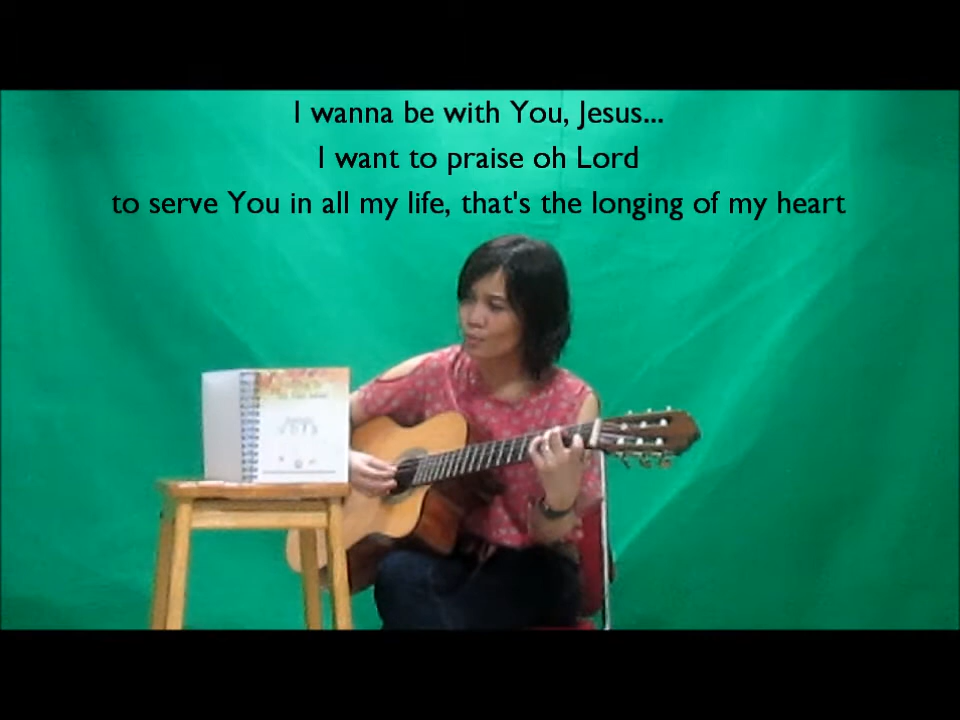 I wanna be with You, Jesus...
I want to praise oh Lord
to serve You in all my life, that's the longing of my heart